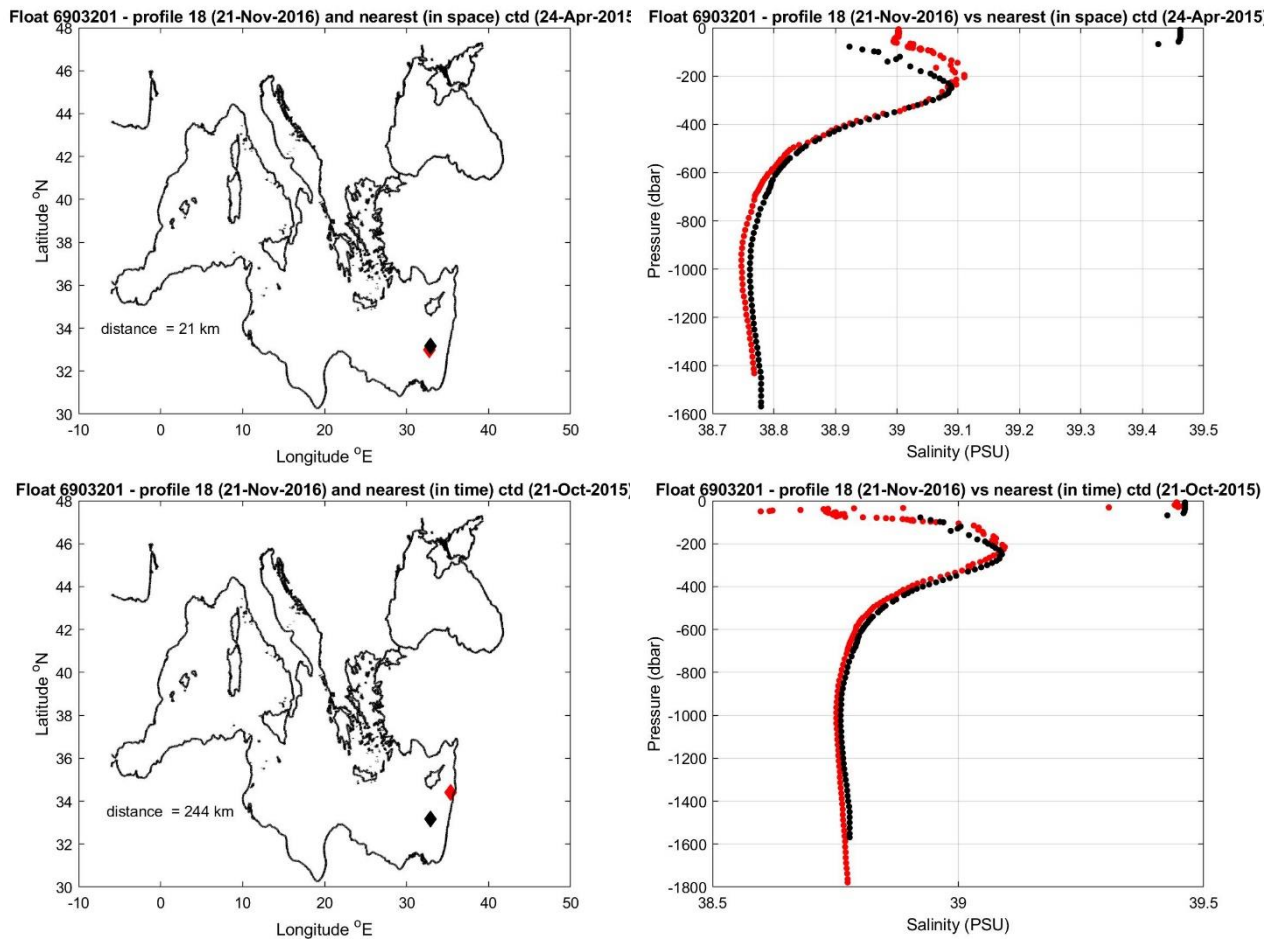 Float 6903201 - profile 18 (21-Nov-2016) and nearest (in space) ctd (24-Apr-2015
48
46
44
42
40
38
36
34
32
30
Latitude °N
distance = 21 km
-10 0 10 20 30 40 50
Longitude °E
Float 6903201 - profile 18 (21-Nov-2016) vs nearest (in space) ctd (24-Apr-2015)
0
-200
-400
-600
-800
-1000
-1200
-1400
-1600
Pressure (dbar)
38.7 38.8 38.9 39 39.1 39.2 39.3 39.4 39.5
Salinity (PSU)
Float 6903201 - profile 18 (21-Nov-2016) and nearest (in time) ctd (21-Oct-2015)
48
46
44
42
40
38
36
34
32
30
Latitude °N
distance = 244 km
-10 0 10 20 30 40 50
Longitude °E
Float 6903201 - profile 18 (21-Nov-2016) vs nearest (in time) ctd (21-Oct-2015)
0
-200
-400
-600
-800
-1000
-1200
-1400
-1600
-1800
Pressure (dbar)
38.5 39 39.5
Salinity (PSU)